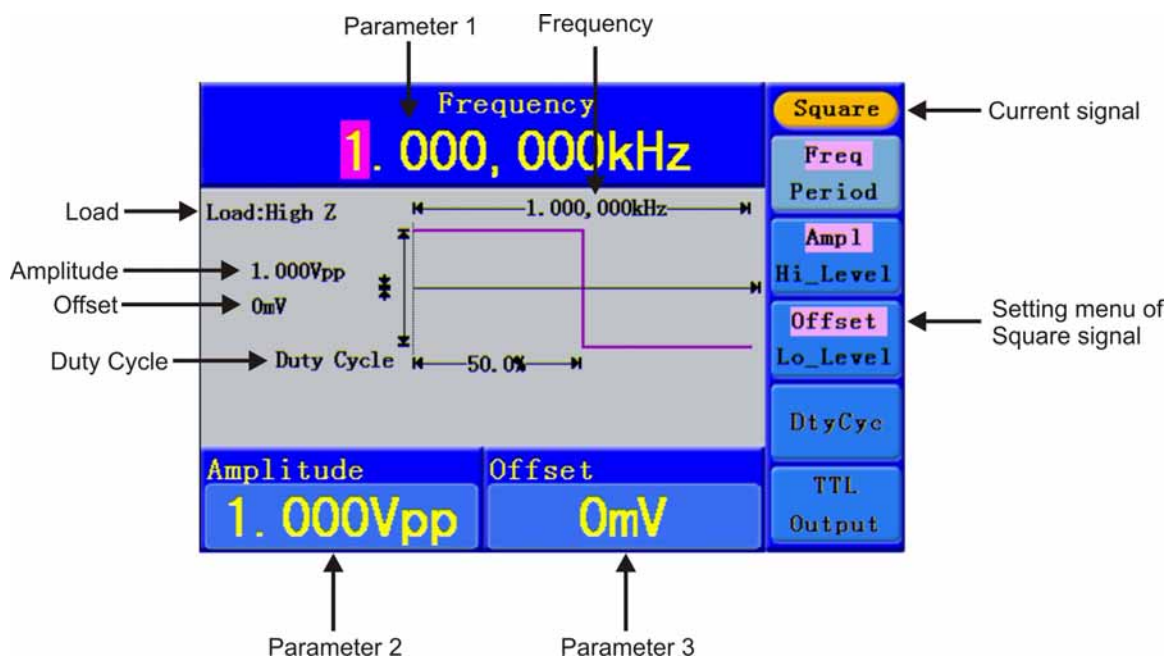 Parameter 1
Frequency
Frequency
1.000,000kHz
Square
Current signal
Freq
Period
Load
Load:High Z
1.000,000kHz
Ampl
Hi_Level
Amplitude
1.000Vpp
Offset
0mV
Offset
Lo_Level
Setting menu of
Square signal
Duty Cycle
Duty Cycle
50.0%
DtyCyc
Amplitude
Offset
1.000Vpp
0mV
TTL
Output
Parameter 2
Parameter 3